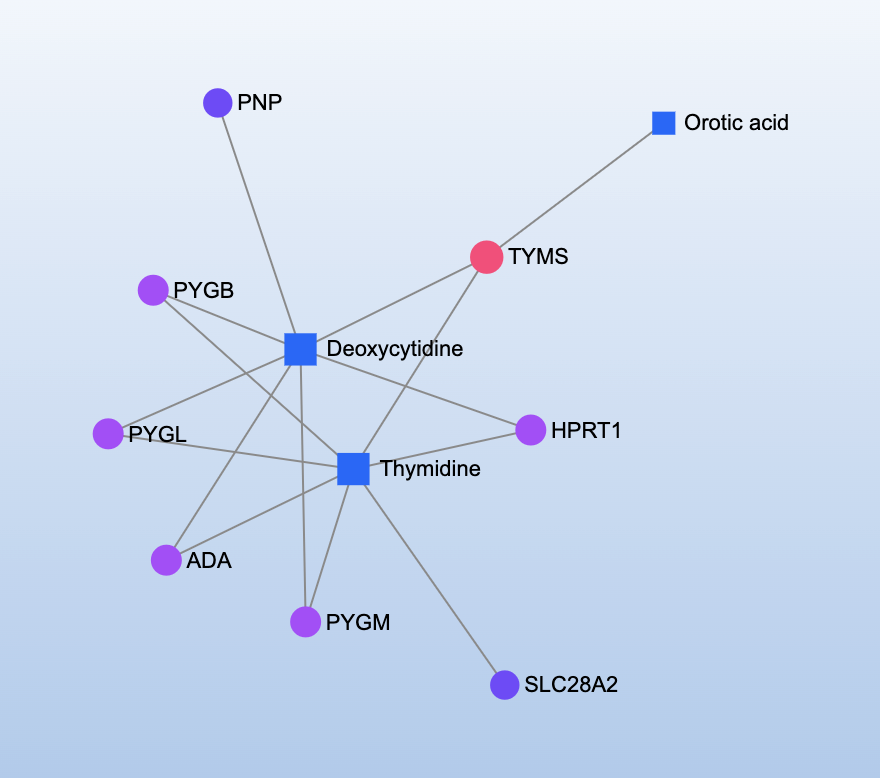 PNP
Orotic acid
TYMS
PYGB
Deoxycytidine
HPRT1
PYGL
Thymidine
ADA
PYGM
SLC28A2